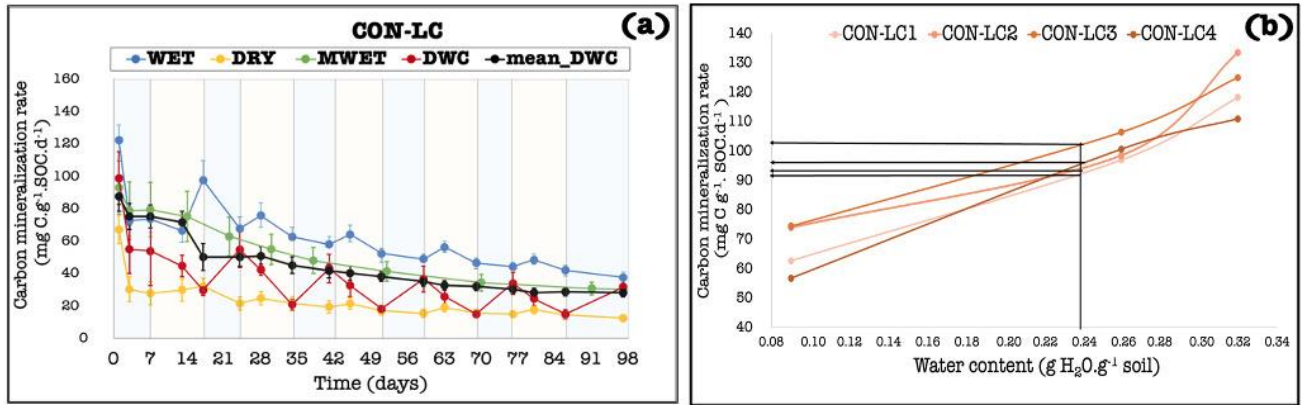 CON-LC
(a)
WET DRY MWET DWC mean_DWC
160
140
120
100
80
60
40
20
0
Carbon mineralization rate
(mg C g⁻¹.SOC.d⁻¹)
0 7 14 21 28 35 42 49 56 63 70 77 84 91 98
Time (days)
(b)
CON-LC1 CON-LC2 CON-LC3 CON-LC4
140
130
120
110
100
90
80
70
60
50
40
Carbon mineralization rate
(mg C g⁻¹. SOC.d⁻¹)
0.08 0.10 0.12 0.14 0.16 0.18 0.20 0.22 0.24 0.26 0.28 0.30 0.32 0.34
Water content (g H₂O.g⁻¹ soil)